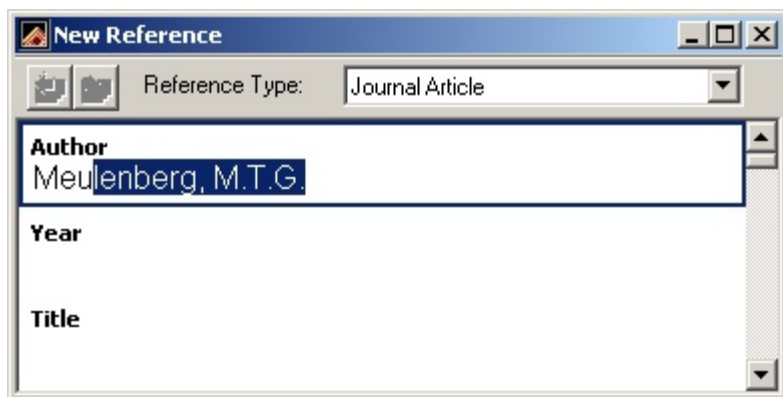 New Reference
Reference Type: Journal Article
Author
Meulenberg, M.T.G.
Year
Title